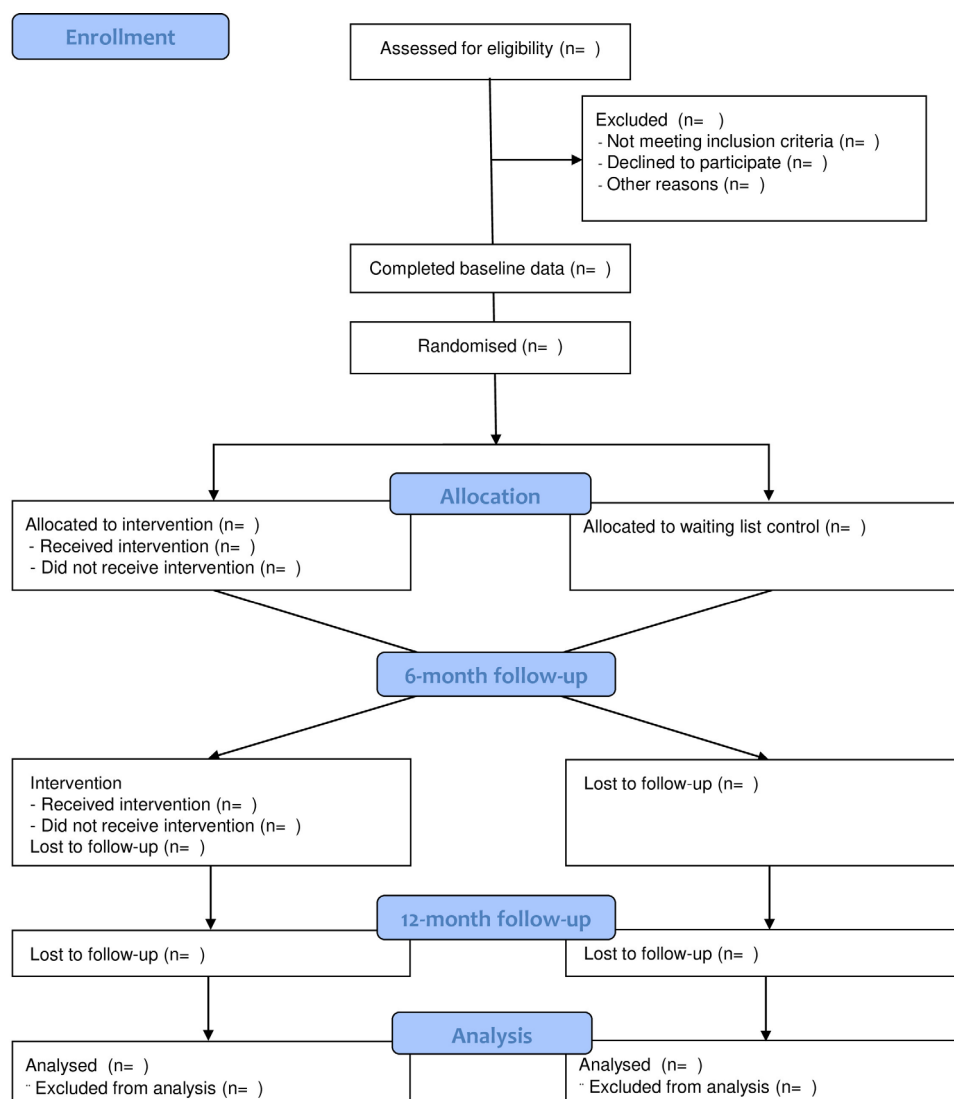 Enrollment
Assessed for eligibility (n=  )
Excluded  (n=   )
- Not meeting inclusion criteria (n=  )
- Declined to participate (n=  )
- Other reasons (n=  )
Completed baseline data (n=  )
Randomised (n=  )
Allocation
Allocated to intervention (n=  )
- Received intervention (n=  )
- Did not receive intervention (n=  )
Allocated to waiting list control (n=  )
6-month follow-up
Intervention
- Received intervention (n=  )
- Did not receive intervention (n=  )
Lost to follow-up (n=  )
Lost to follow-up (n=  )
12-month follow-up
Lost to follow-up (n=  )
Lost to follow-up (n=  )
Analysis
Analysed  (n=  )
¨ Excluded from analysis (n=  )
Analysed  (n=  )
¨ Excluded from analysis (n=  )